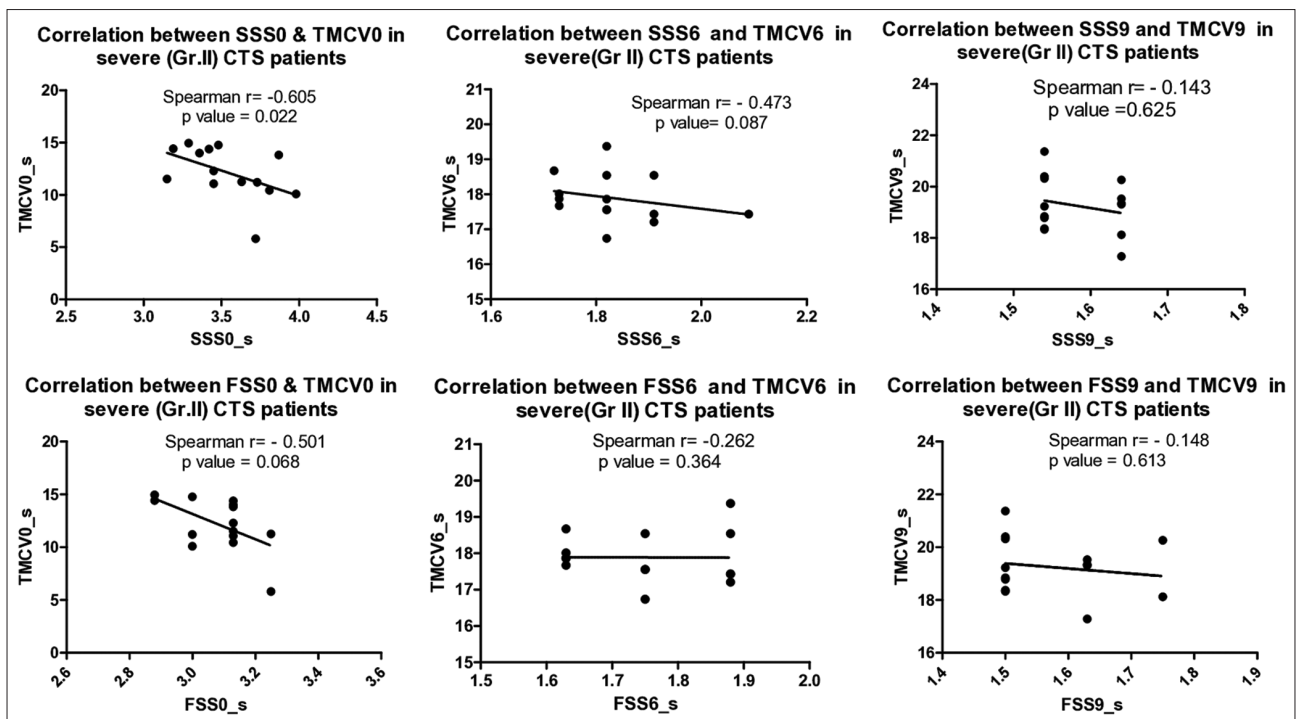 Correlation between SSS0 & TMCV0 in
severe (Gr.II) CTS patients
Spearman r= -0.605
p value = 0.022
TMCV0_s
20
15
10
5
0
2.5 3.0 3.5 4.0 4.5
SSS0_s
Correlation between SSS6 and TMCV6 in
severe(Gr II) CTS patients
Spearman r= - 0.473
p value= 0.087
TMCV6_s
21
20
19
18
17
16
15
1.6 1.8 2.0 2.2
SSS6_s
Correlation between SSS9 and TMCV9 in
severe(Gr II) CTS patients
Spearman r= - 0.143
p value =0.625
TMCV9_s
24
22
20
18
16
1.4 1.5 1.6 1.7 1.8
SSS9_s
Correlation between FSS0 & TMCV0 in
severe (Gr.II) CTS patients
Spearman r= - 0.501
p value = 0.068
TMCV0_s
20
15
10
5
0
2.6 2.8 3.0 3.2 3.4 3.6
FSS0_s
Correlation between FSS6 and TMCV6 in
severe(Gr II) CTS patients
Spearman r= -0.262
p value = 0.364
TMCV6_s
21
20
19
18
17
16
15
1.5 1.6 1.7 1.8 1.9 2.0
FSS6_s
Correlation between FSS9 and TMCV9 in
severe(Gr II) CTS patients
Spearman r= - 0.148
p value = 0.613
TMCV9_s
24
22
20
18
16
1.4 1.5 1.6 1.7 1.8 1.9
FSS9_s